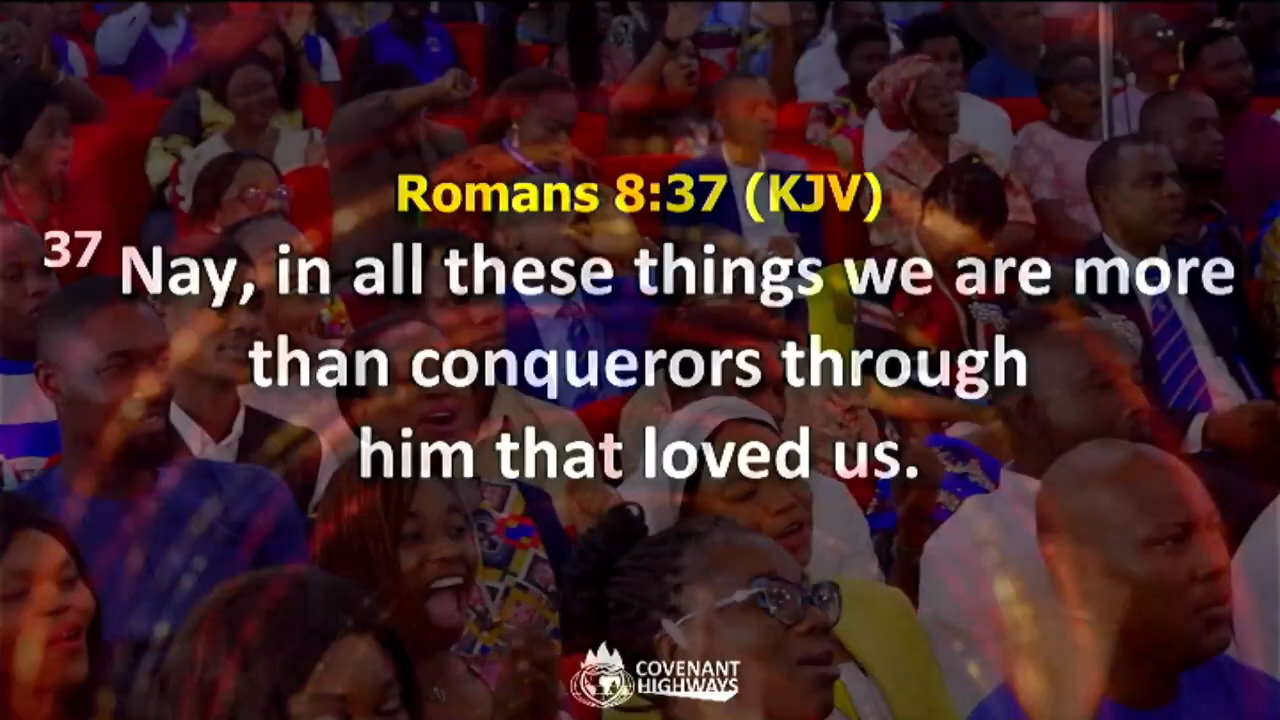 Romans 8:37 (KJV)
37 Nay, in all these things we are more
than conquerors through
him that loved us.
COVENANT
HIGHWAYS